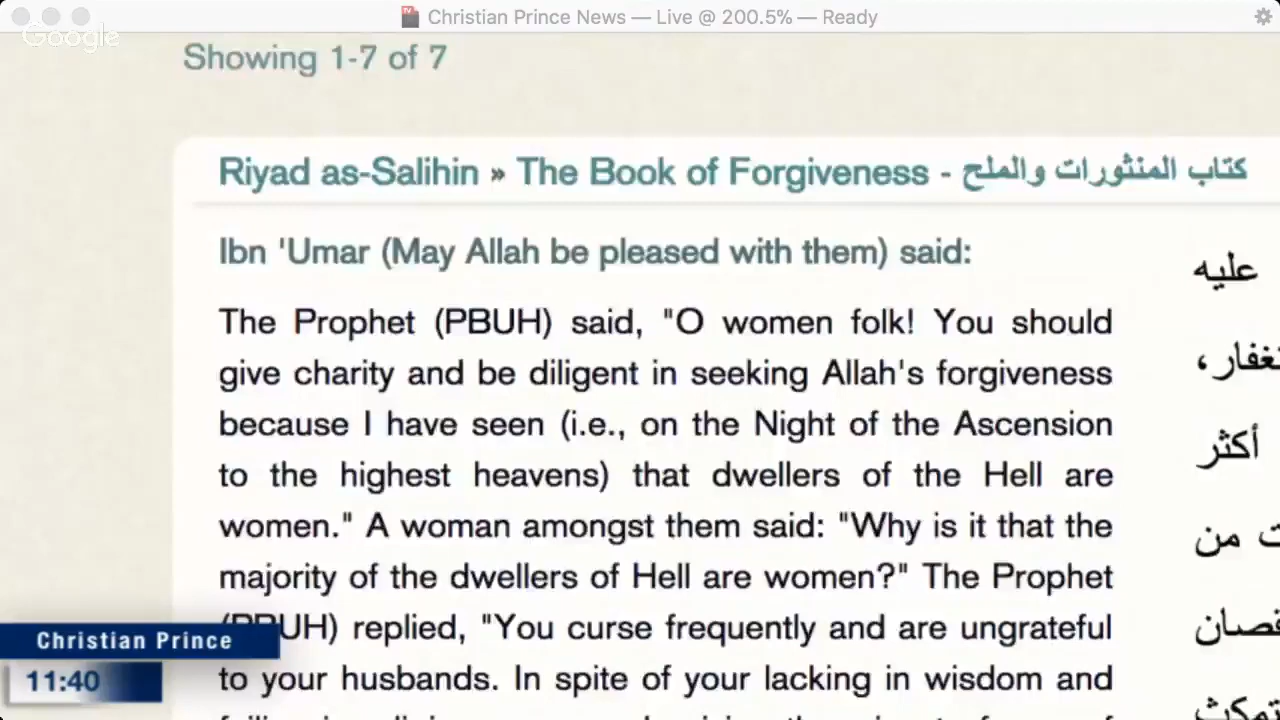 Christian Prince News — Live @ 200.5% — Ready
Google
Showing 1-7 of 7
Riyad as-Salihin » The Book of Forgiveness - كتاب المنثورات والملح
Ibn 'Umar (May Allah be pleased with them) said:
The Prophet (PBUH) said, "O women folk! You should
give charity and be diligent in seeking Allah's forgiveness
because I have seen (i.e., on the Night of the Ascension
to the highest heavens) that dwellers of the Hell are
women." A woman amongst them said: "Why is it that the
majority of the dwellers of Hell are women?" The Prophet
(PBUH) replied, "You curse frequently and are ungrateful
to your husbands. In spite of your lacking in wisdom and
عليه
أكثر
من
Christian Prince
11:40